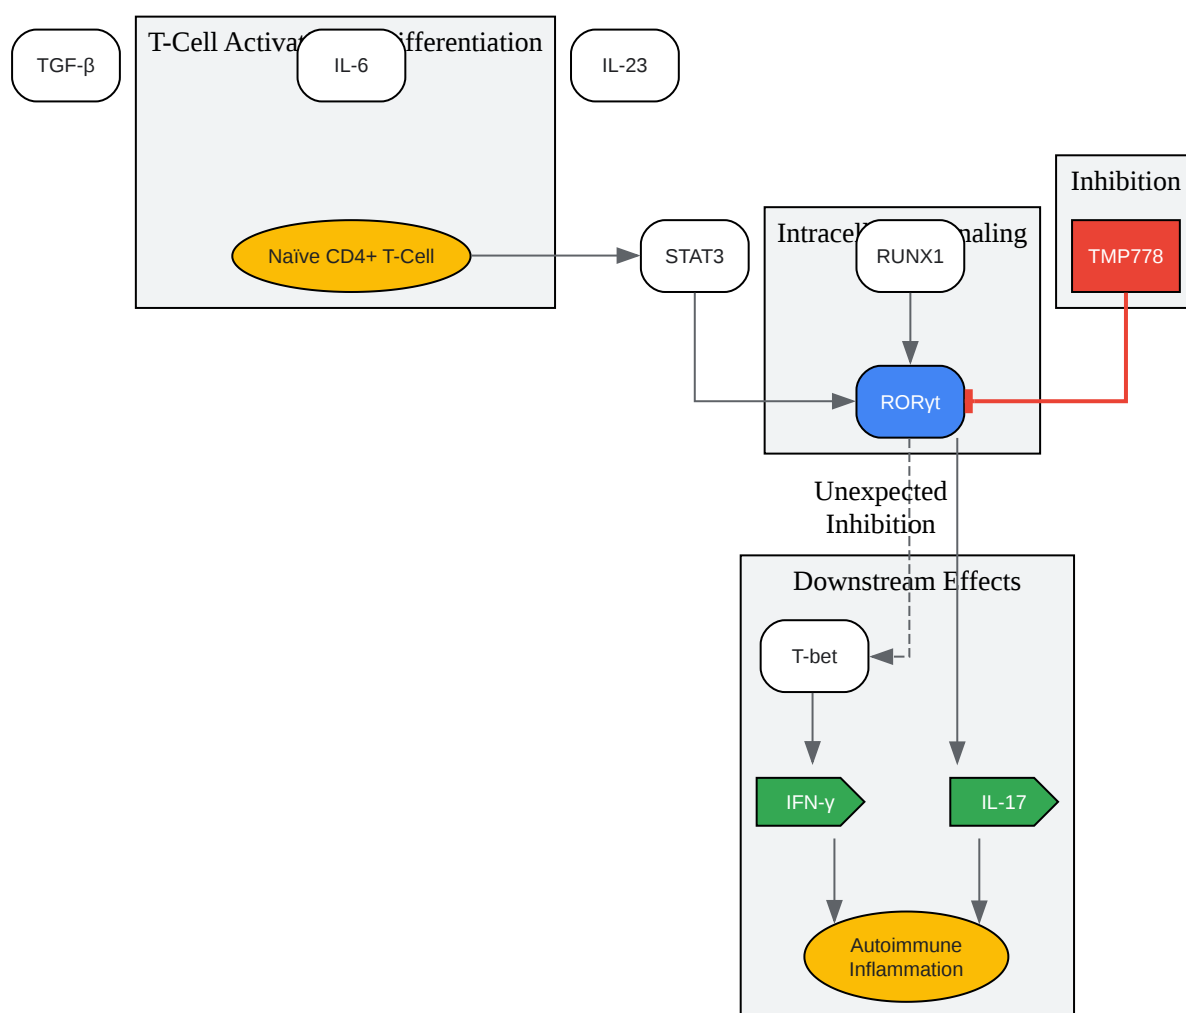 TGF-β
T-Cell Activat
ifferentiation
IL-6
IL-23
Inhibition
Intracel
naling
Naïve CD4+ T-Cell
STAT3
RUNX1
TMP778
RORγt
Unexpected
Inhibition
Downstream Effects
T-bet
IFN-γ
IL-17
Autoimmune
Inflammation